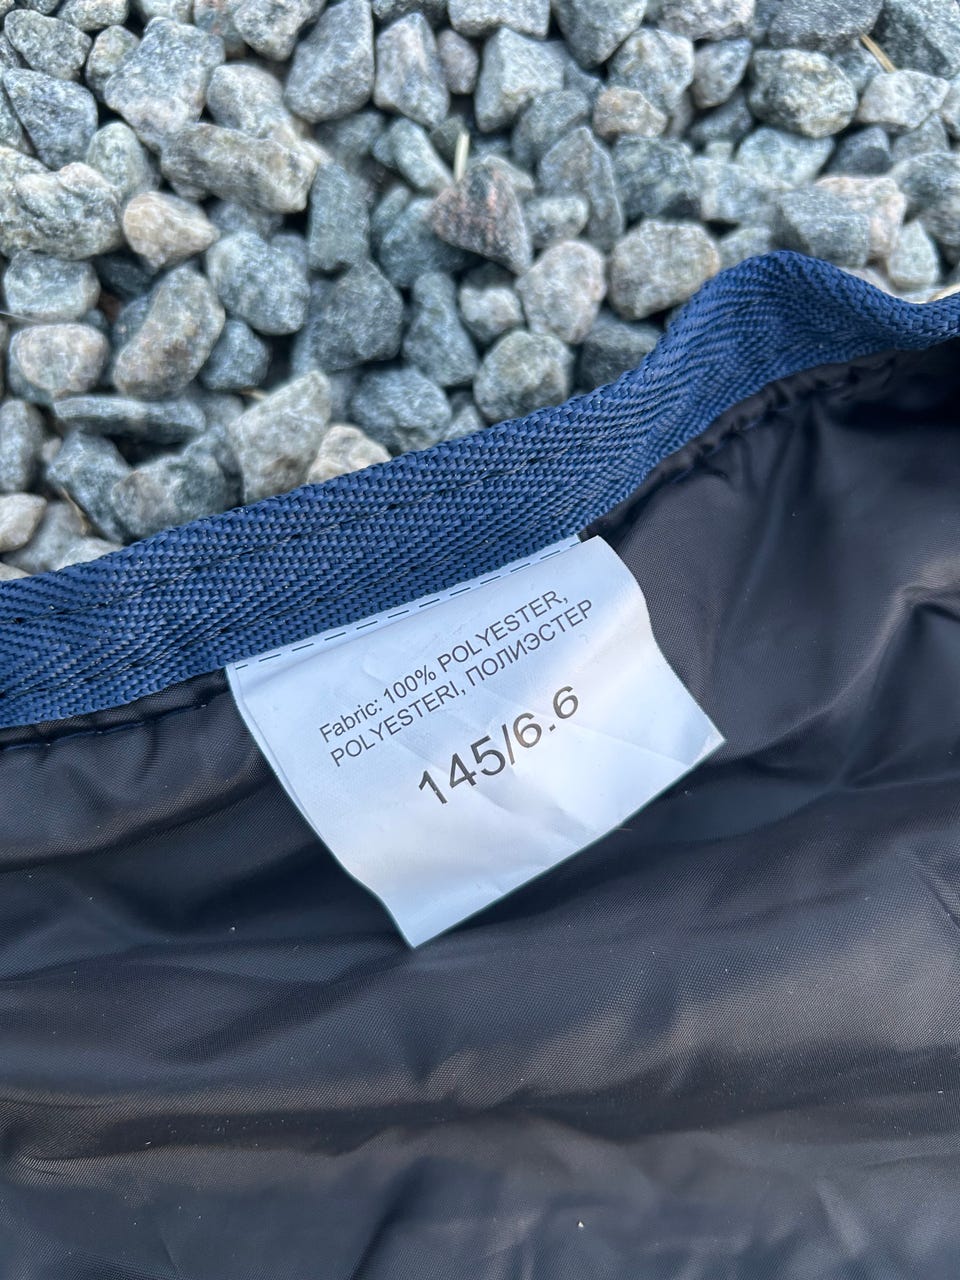 Fabric: 100% POLYESTER,
POLYESTERI, ПОЛИЭСТЕР
145/6.6